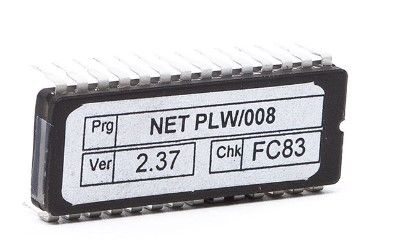 Prg NET PLW/008
Ver 2.37 Chk FC83